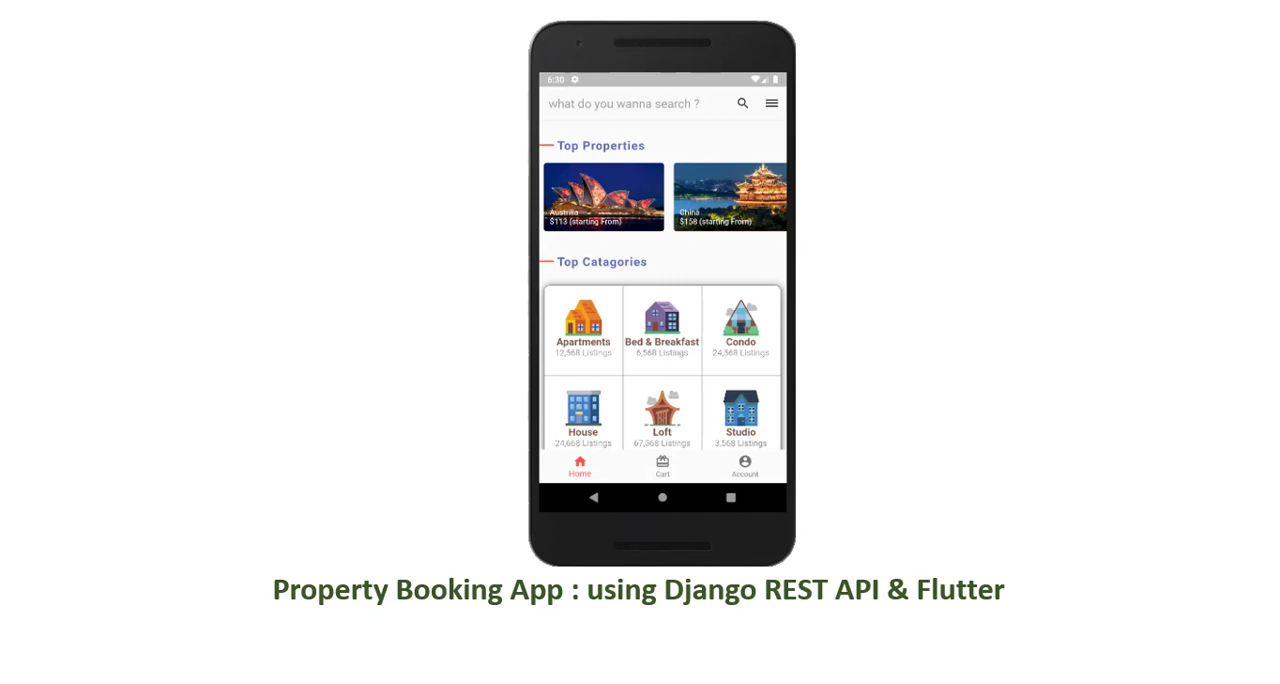 6:30
what do you wanna search ?
Top Properties
Austrilia
$113 (starting From)
China
$158 (starting From)
Top Catagories
Apartments
12,568 Listings
Bed & Breakfast
6,568 Listings
Condo
24,568 Listings
House
24,668 Listings
Loft
67,568 Listings
Studio
3,568 Listings
Home
Cart
Account
Property Booking App : using Django REST API & Flutter